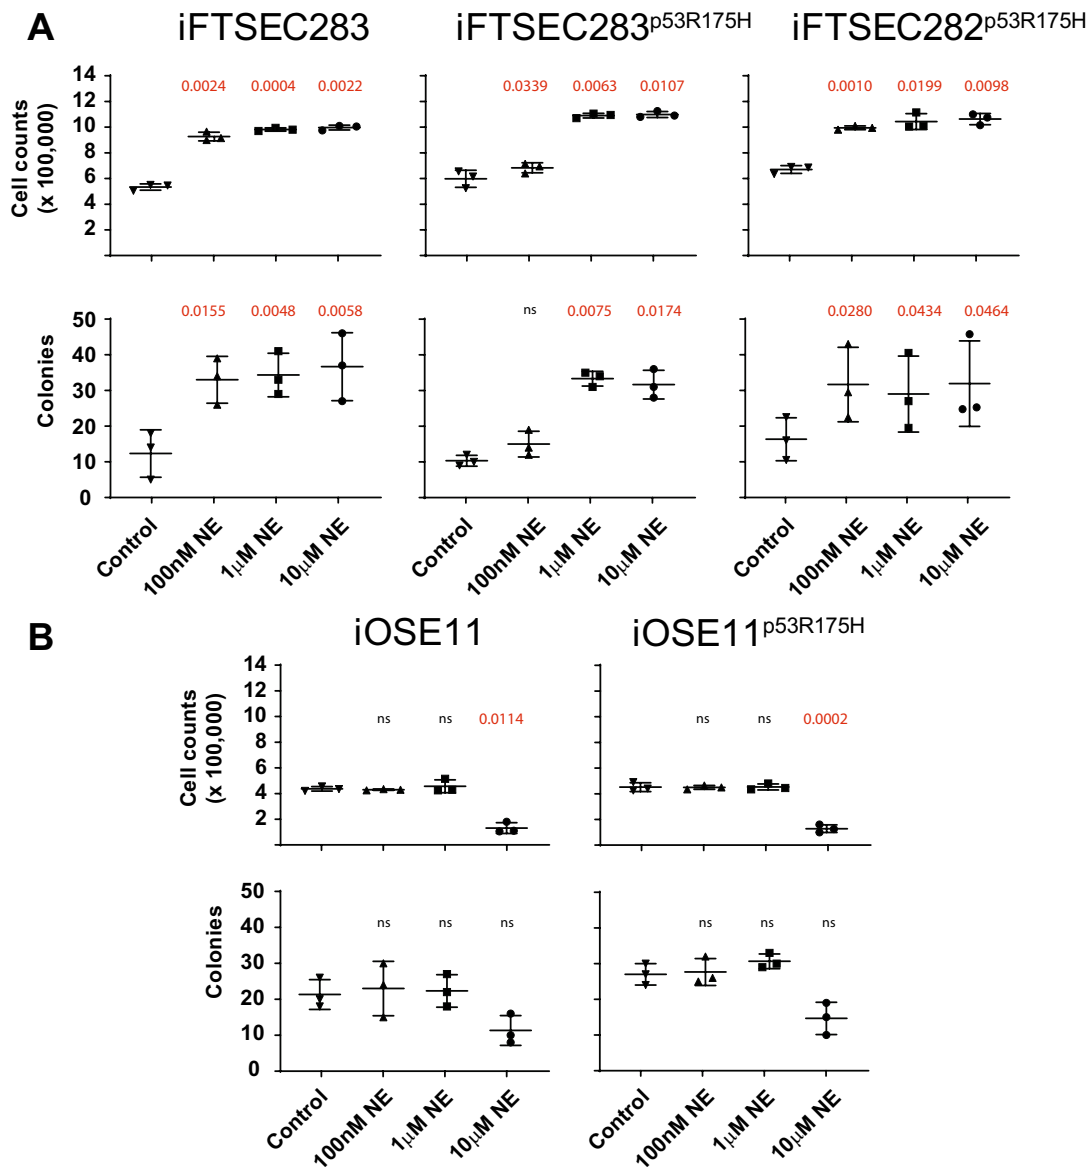 A
iFTSEC283
iFTSEC283p53R175H
iFTSEC282p53R175H
Cell counts
(x 100,000)
14
12
10
8
6
4
2
0.0024 0.0004 0.0022
0.0339 0.0063 0.0107
0.0010 0.0199 0.0098
Colonies
50
40
30
20
10
0
0.0155 0.0048 0.0058
ns 0.0075 0.0174
0.0280 0.0434 0.0464
Control
100nM NE
1μM NE
10μM NE
Control
100nM NE
1μM NE
10μM NE
Control
100nM NE
1μM NE
10μM NE
B
iOSE11
iOSE11p53R175H
Cell counts
(x 100,000)
14
12
10
8
6
4
2
ns ns 0.0114
ns ns 0.0002
Colonies
50
40
30
20
10
0
ns ns ns
ns ns ns
Control
100nM NE
1μM NE
10μM NE
Control
100nM NE
1μM NE
10μM NE